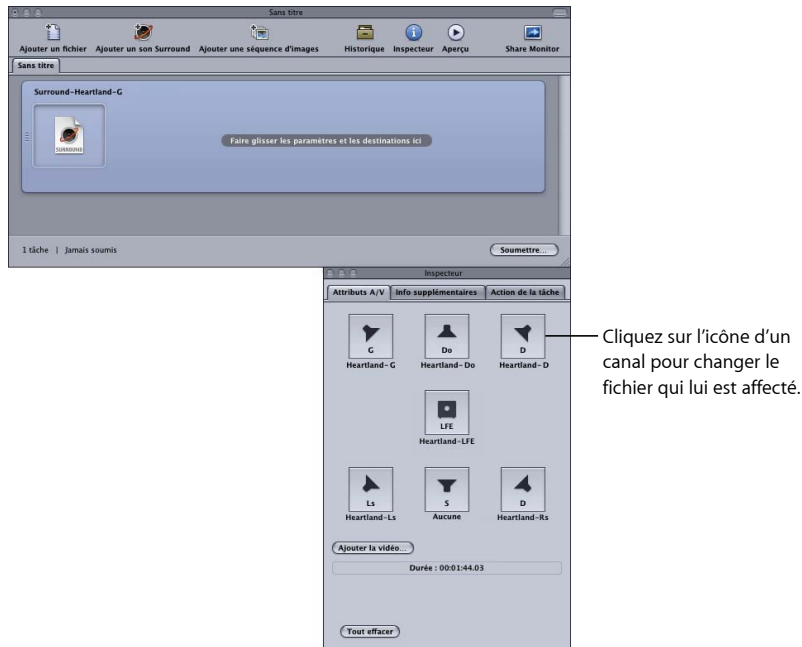 Sans titre
Ajouter un fichier Ajouter un son Surround Ajouter une séquence d'images Historique Inspecteur Aperçu Share Monitor
Sans titre
Surround-Heartland-G
SURROUND
Faire glisser les paramètres et les destinations ici
1 tâche | Jamais soumis
Soumettre...
Inspecteur
Attributs A/V Info supplémentaires Action de la tâche
G Do D
Heartland-G Heartland-Do Heartland-D
LFE
Heartland-LFE
Ls S D
Heartland-Ls Aucune Heartland-Rs
Ajouter la vidéo...
Durée : 00:01:44.03
Tout effacer
Cliquez sur l'icône d'un
canal pour changer le
fichier qui lui est affecté.